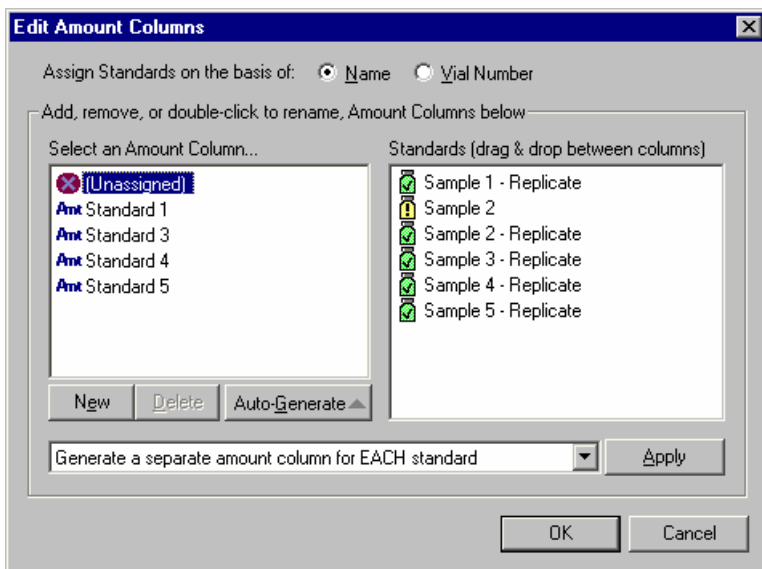 Edit Amount Columns
Assign Standards on the basis of: Name Vial Number
Add, remove, or double-click to rename, Amount Columns below
Select an Amount Column...
(Unassigned)
Amt Standard 1
Amt Standard 3
Amt Standard 4
Amt Standard 5
New Delete Auto-Generate
Standards (drag & drop between columns)
Sample 1 - Replicate
Sample 2
Sample 2 - Replicate
Sample 3 - Replicate
Sample 4 - Replicate
Sample 5 - Replicate
Generate a separate amount column for EACH standard
Apply
OK Cancel